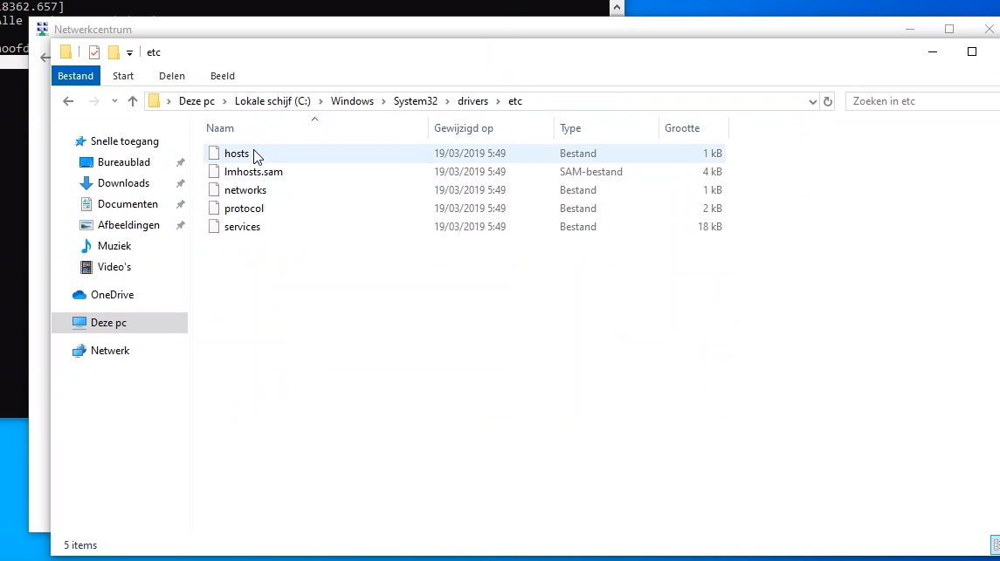 8362.657]
Alle
Netwerkcentrum
hoofd
etc
Bestand Start Delen Beeld
Deze pc Lokale schijf (C:) Windows System32 drivers etc Zoeken in etc
Naam Gewijzigd op Type Grootte
Snelle toegang
Bureaublad
Downloads
Documenten
Afbeeldingen
Muziek
Video's
OneDrive
Deze pc
Netwerk
hosts 19/03/2019 5:49 Bestand 1 kB
lmhosts.sam 19/03/2019 5:49 SAM-bestand 4 kB
networks 19/03/2019 5:49 Bestand 1 kB
protocol 19/03/2019 5:49 Bestand 2 kB
services 19/03/2019 5:49 Bestand 18 kB
5 items